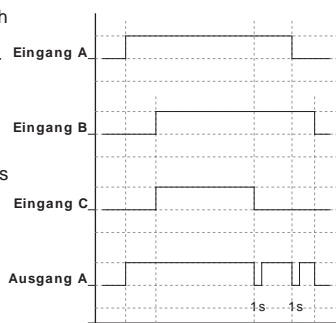 h
Eingang A
Eingang B
s
Eingang C
Ausgang A
1s 1s